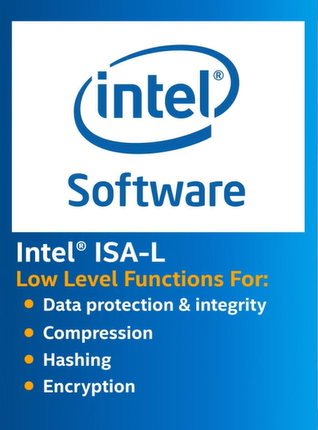 intel®
Software
Intel® ISA-L
Low Level Functions For:
• Data protection & integrity
• Compression
• Hashing
• Encryption